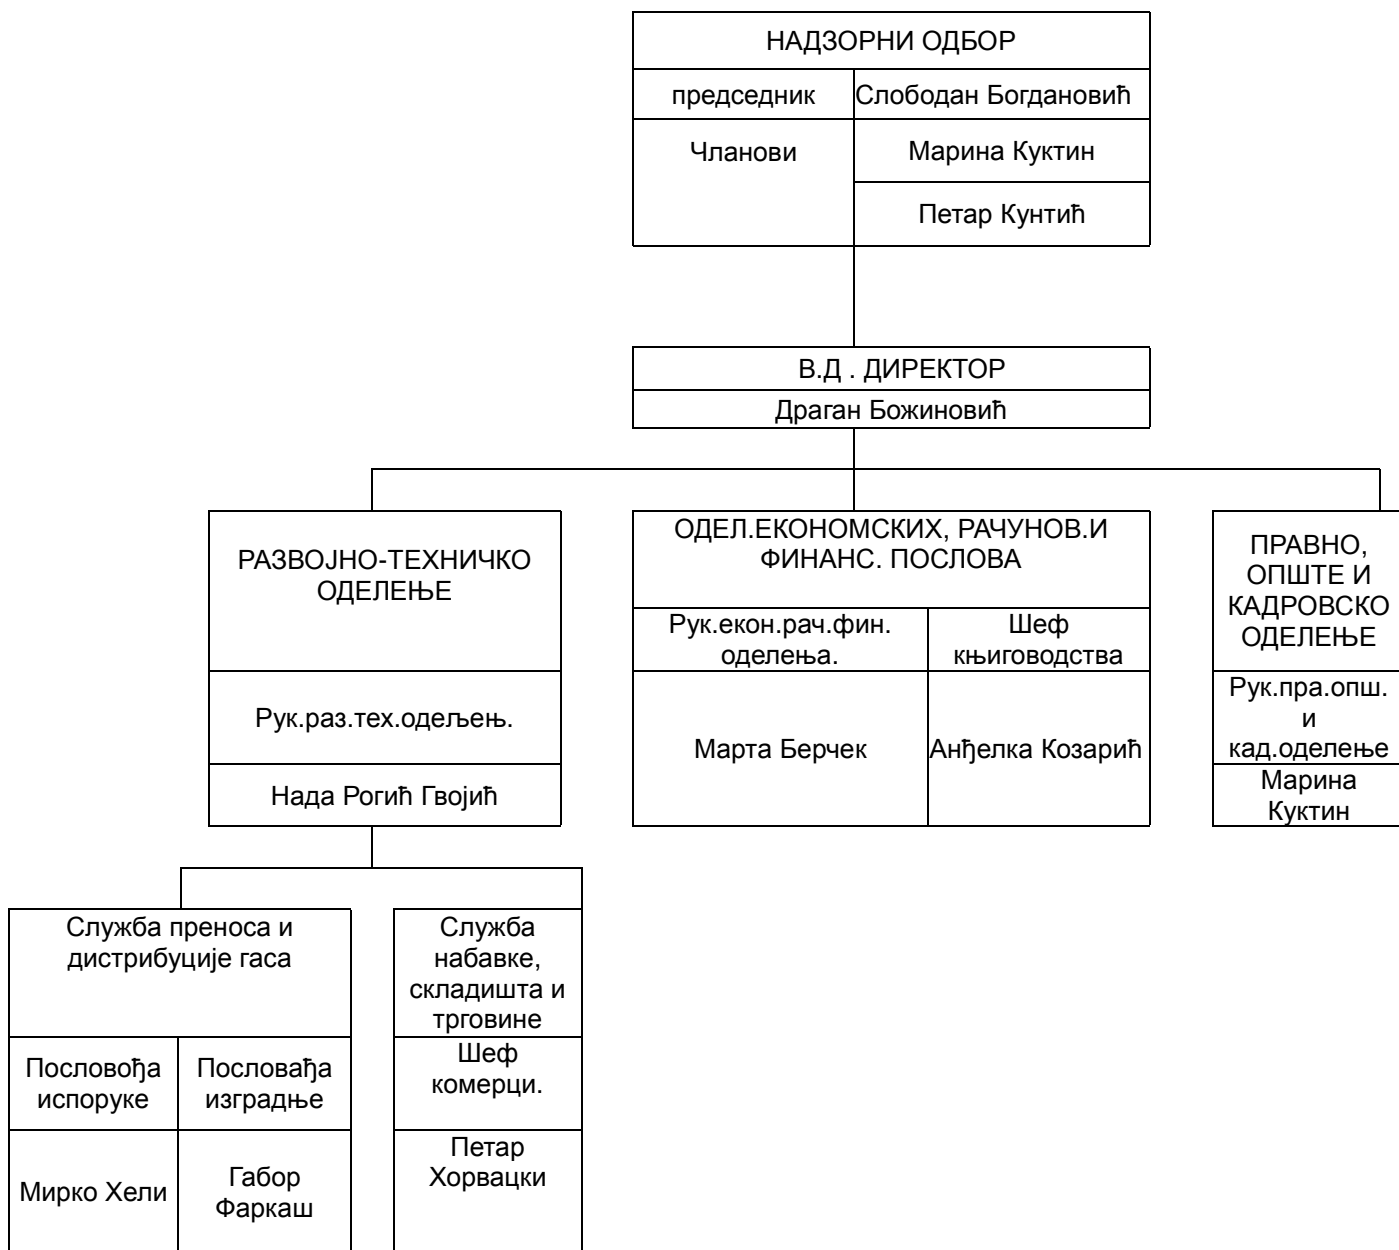 НАДЗОРНИ ОДБОР
председник
Слободан Богдановић
Чланови
Марина Куктин
Петар Кунтић
В.Д . ДИРЕКТОР
Драган Божиновић
РАЗВОЈНО-ТЕХНИЧКО
ОДЕЛЕЊЕ
Рук.раз.тех.одељењ.
Нада Рогић Гвојић
ОДЕЛ.ЕКОНОМСКИХ, РАЧУНОВ.И
ФИНАНС. ПОСЛОВА
Рук.екон.рач.фин.
оделења.
Шеф
књиговодства
Марта Берчек
Анђелка Козарић
ПРАВНО,
ОПШТЕ И
КАДРОВСКО
ОДЕЛЕЊЕ
Рук.пра.опш.
и
кад.оделење
Марина
Куктин
Служба преноса и
дистрибуције гаса
Пословођа
испоруке
Пословађа
изградње
Мирко Хели
Габор
Фаркаш
Служба
набавке,
складишта и
трговине
Шеф
комерци.
Петар
Хорвацки